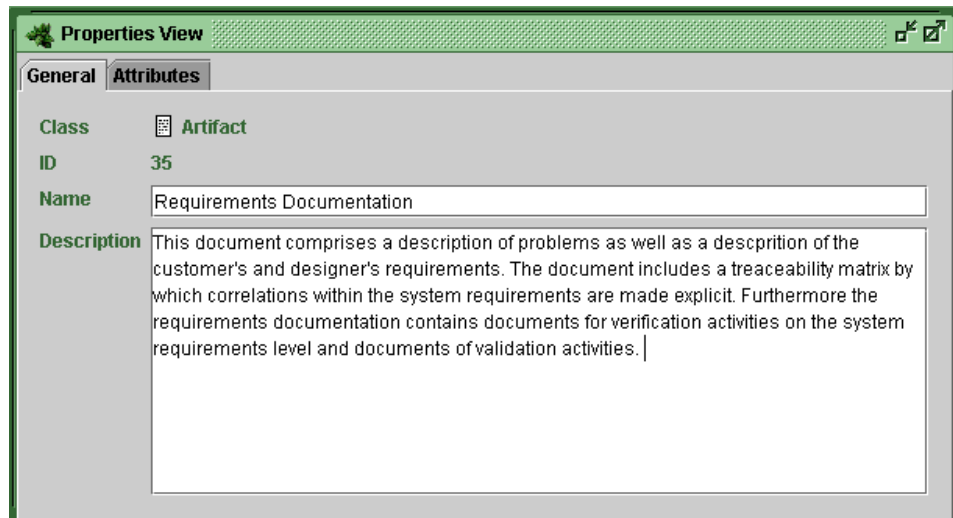 Properties View
General Attributes
Class Artifact
ID 35
Name Requirements Documentation
Description This document comprises a description of problems as well as a descprition of the
customer's and designer's requirements. The document includes a treaceability matrix by
which correlations within the system requirements are made explicit. Furthermore the
requirements documentation contains documents for verification activities on the system
requirements level and documents of validation activities.